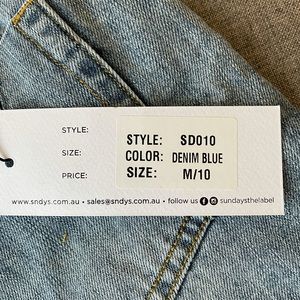 STYLE:
SIZE:
PRICE:
STYLE: SD010
COLOR: DENIM BLUE
SIZE: M/10
www.sndys.com.au • sales@sndys.com.au • follow us sundaysthelabel